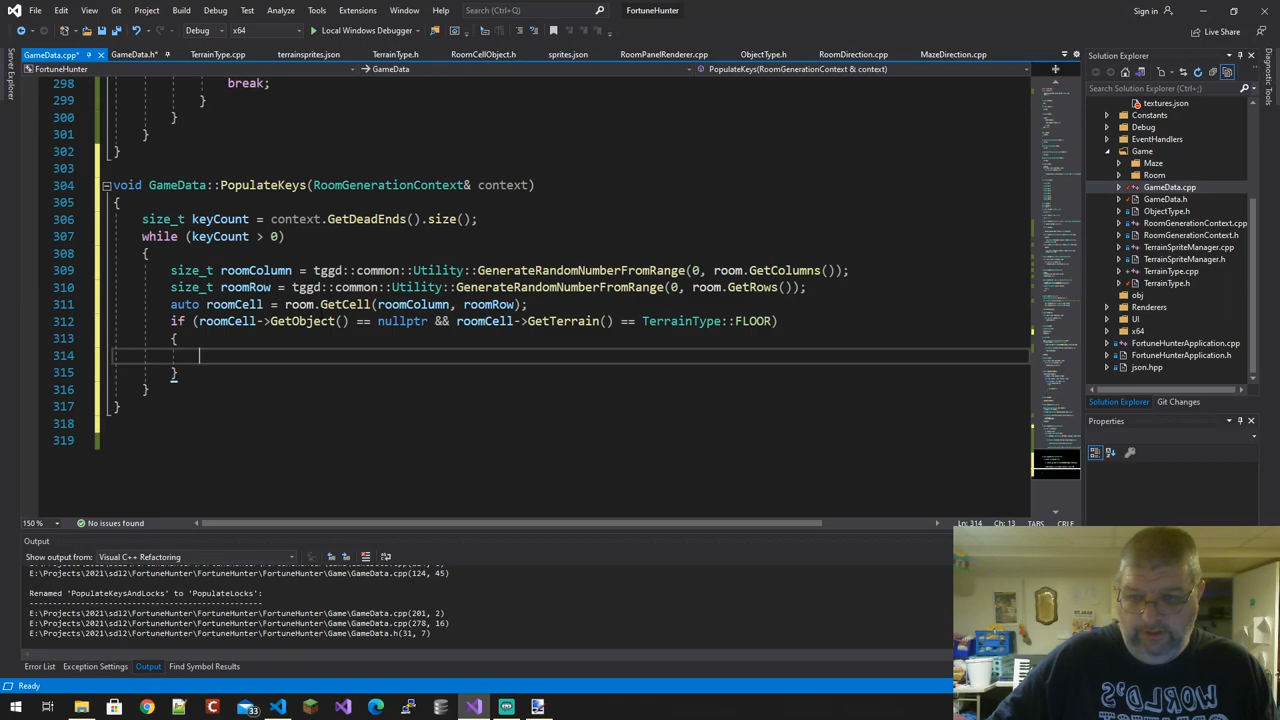 File Edit View Git Project Build Debug Test Analyze Tools Extensions Window Help Search (Ctrl+Q) FortuneHunter Sign in
Debug x64 Local Windows Debugger Live Share
GameData.cpp* GameData.h* TerrainType.cpp terrainsprites.json TerrainType.h RoomCellObject.cpp sprites.json RoomPanelRenderer.cpp ObjectType.h RoomDirection.cpp MazeDirection.cpp
FortuneHunter GameData PopulateKeys(RoomGenerationContext & context)
298 break;
299 }
300 }
301 }
302 }
303
304 void GameData::PopulateKeys(RoomGenerationContext& context)
305 {
306 size_t keyCount = context.GetDeadEnds().size();
307 while (keyCount > 0)
308 {
309 size_t roomColumn = tggd::common::Utility::GenerateRandomNumberFromRange(0, room.GetColumns());
310 size_t roomRow = tggd::common::Utility::GenerateRandomNumberFromRange(0, room.GetRows());
311 auto roomCell = room.GetCell(roomColumn, roomRow);
312 if (roomCell->GetObject() == nullptr && roomCell->GetTerrain() == TerrainType::FLOOR)
313 {
314
315 }
316 }
317 }
318
319
150 % No issues found Ln: 314 Ch: 13 TABS CRLF
Output
Show output from: Visual C++ Refactoring
E:\Projects\2021\sdl2\FortuneHunter\FortuneHunter\Game\GameData.cpp(124, 45)
Renamed 'PopulateKeysAndLocks' to 'PopulateLocks':
E:\Projects\2021\sdl2\FortuneHunter\FortuneHunter\Game\GameData.cpp(201, 2)
E:\Projects\2021\sdl2\FortuneHunter\FortuneHunter\Game\GameData.cpp(278, 16)
E:\Projects\2021\sdl2\FortuneHunter\FortuneHunter\Game\GameData.h(31, 7)
Error List Exception Settings Output Find Symbol Results
Ready
Server Explorer
Solution Explorer
Search Solution Explorer (Ctrl+;)
textures.json
Constants
Debug
EventHandlers
Game
Maze
Room
GameData.cpp
GameData.h
ObjectType.h
RoomGenerationContext.cpp
RoomGenerationContext.h
TerrainSpriteManager.cpp
TerrainSpriteManager.h
TerrainType.cpp
TerrainType.h
obj
Renderers
UI
x64
FortuneHunterApplication.cpp
FortuneHunterApplication.h
json.hpp
Solution Explorer Git Changes
Properties
Diagnostic Tools
WORLD'S
33